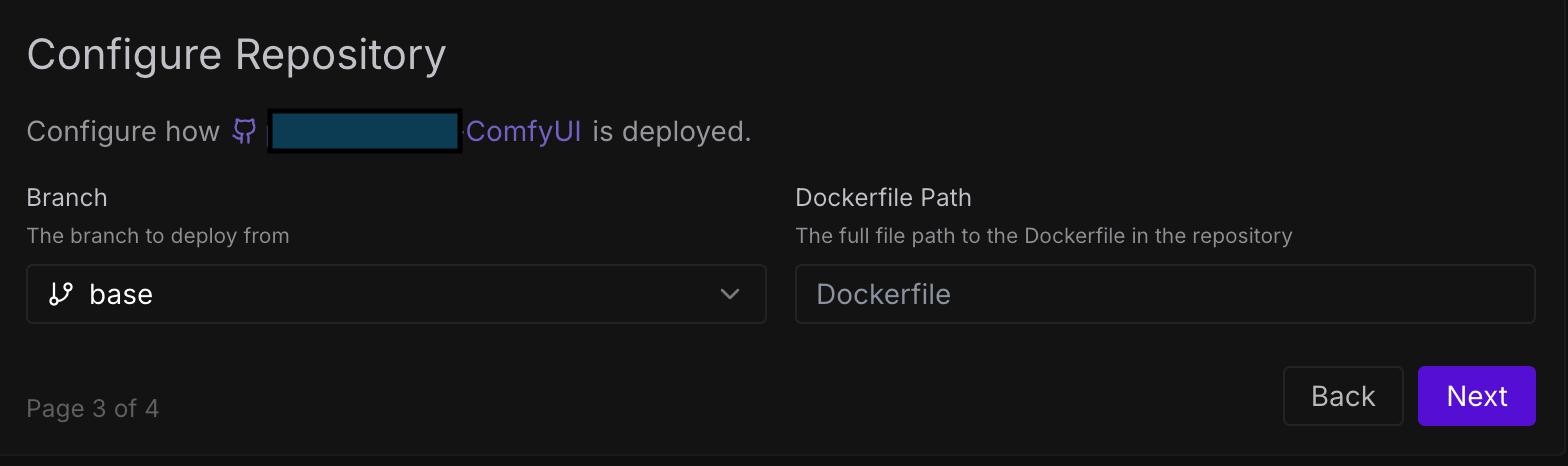 Configure Repository
Configure how ComfyUI is deployed.
Branch
The branch to deploy from
base
Dockerfile Path
The full file path to the Dockerfile in the repository
Dockerfile
Page 3 of 4
Back
Next